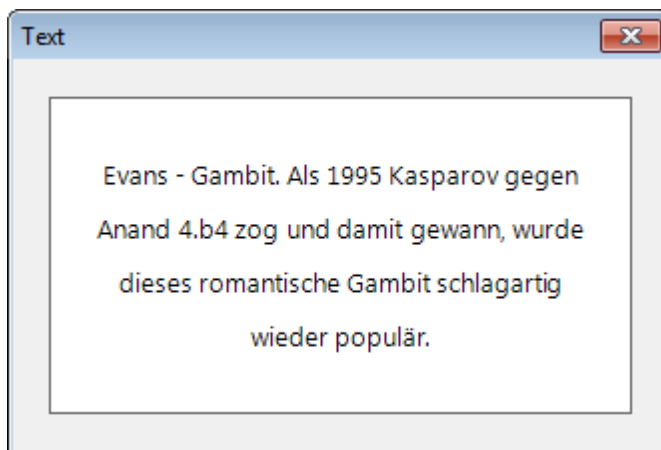 Text
Evans - Gambit. Als 1995 Kasparov gegen
Anand 4.b4 zog und damit gewann, wurde
dieses romantische Gambit schlagartig
wieder populär.